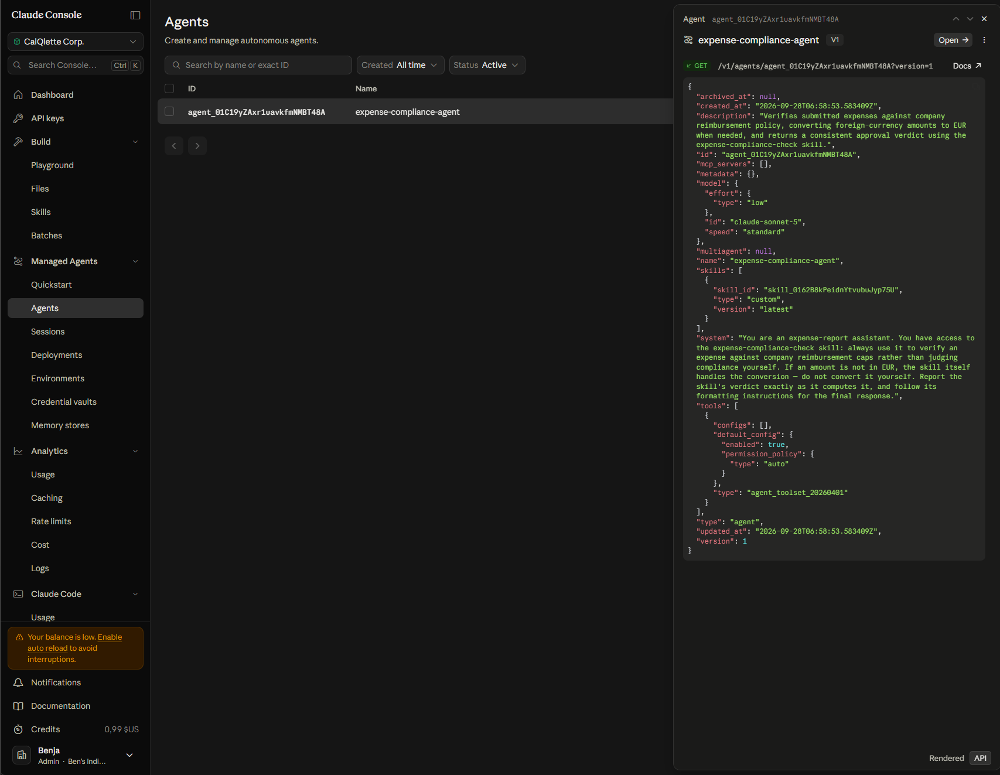 Claude Console
CalQlette Corp.
Search Console...
Ctrl K
Dashboard
API keys
Build
Playground
Files
Skills
Batches
Managed Agents
Quickstart
Agents
Sessions
Deployments
Environments
Credential vaults
Memory stores
Analytics
Usage
Caching
Rate limits
Cost
Logs
Claude Code
Usage
Your balance is low. Enable
auto reload to avoid
interruptions.
Notifications
Documentation
Credits 0,99 $US
Benja
Admin · Ben's Indi...
Agents
Create and manage autonomous agents.
Search by name or exact ID
Created All time
Status Active
ID Name
agent_01C19yZAxr1uavkfmNMBT48A expense-compliance-agent
Agent agent_01C19yZAxr1uavkfmNMBT48A
expense-compliance-agent V1
Open →
GET /v1/agents/agent_01C19yZAxr1uavkfmNMBT48A?version=1 Docs
{
"archived_at": null,
"created_at": "2026-09-28T06:58:53.583409Z",
"description": "Verifies submitted expenses against company
reimbursement policy, converting foreign-currency amounts to EUR
when needed, and returns a consistent approval verdict using the
expense-compliance-check skill.",
"id": "agent_01C19yZAxr1uavkfmNMBT48A",
"mcp_servers": [],
"metadata": {},
"model": {
"effort": {
"type": "low"
},
"id": "claude-sonnet-5",
"speed": "standard"
},
"multiagent": null,
"name": "expense-compliance-agent",
"skills": [
{
"skill_id": "skill_0162B8kPeidnYtvubuJyp75U",
"type": "custom",
"version": "latest"
}
],
"system": "You are an expense-report assistant. You have access to
the expense-compliance-check skill: always use it to verify an
expense against company reimbursement caps rather than judging
compliance yourself. If an amount is not in EUR, the skill itself
handles the conversion — do not convert it yourself. Report the
skill's verdict exactly as it computes it, and follow its
formatting instructions for the final response.",
"tools": [
{
"configs": [],
"default_config": {
"enabled": true,
"permission_policy": {
"type": "auto"
}
},
"type": "agent_toolset_20260401"
}
],
"type": "agent",
"updated_at": "2026-09-28T06:58:53.583409Z",
"version": 1
}
Rendered API